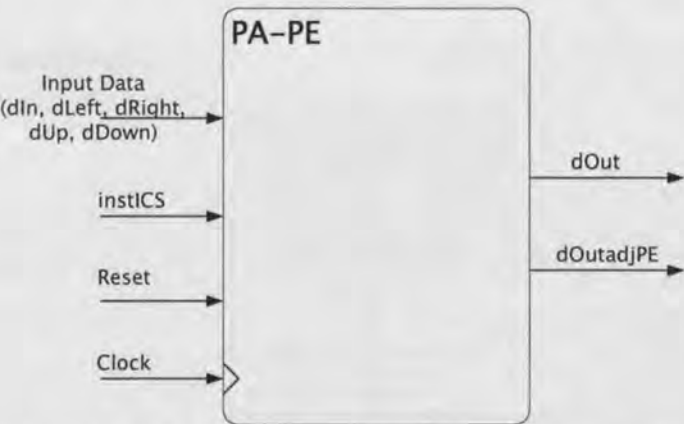 PA-PE
Input Data
(dIn, dLeft, dRight,
dUp, dDown)
instICS
Reset
Clock
dOut
dOutadjPE